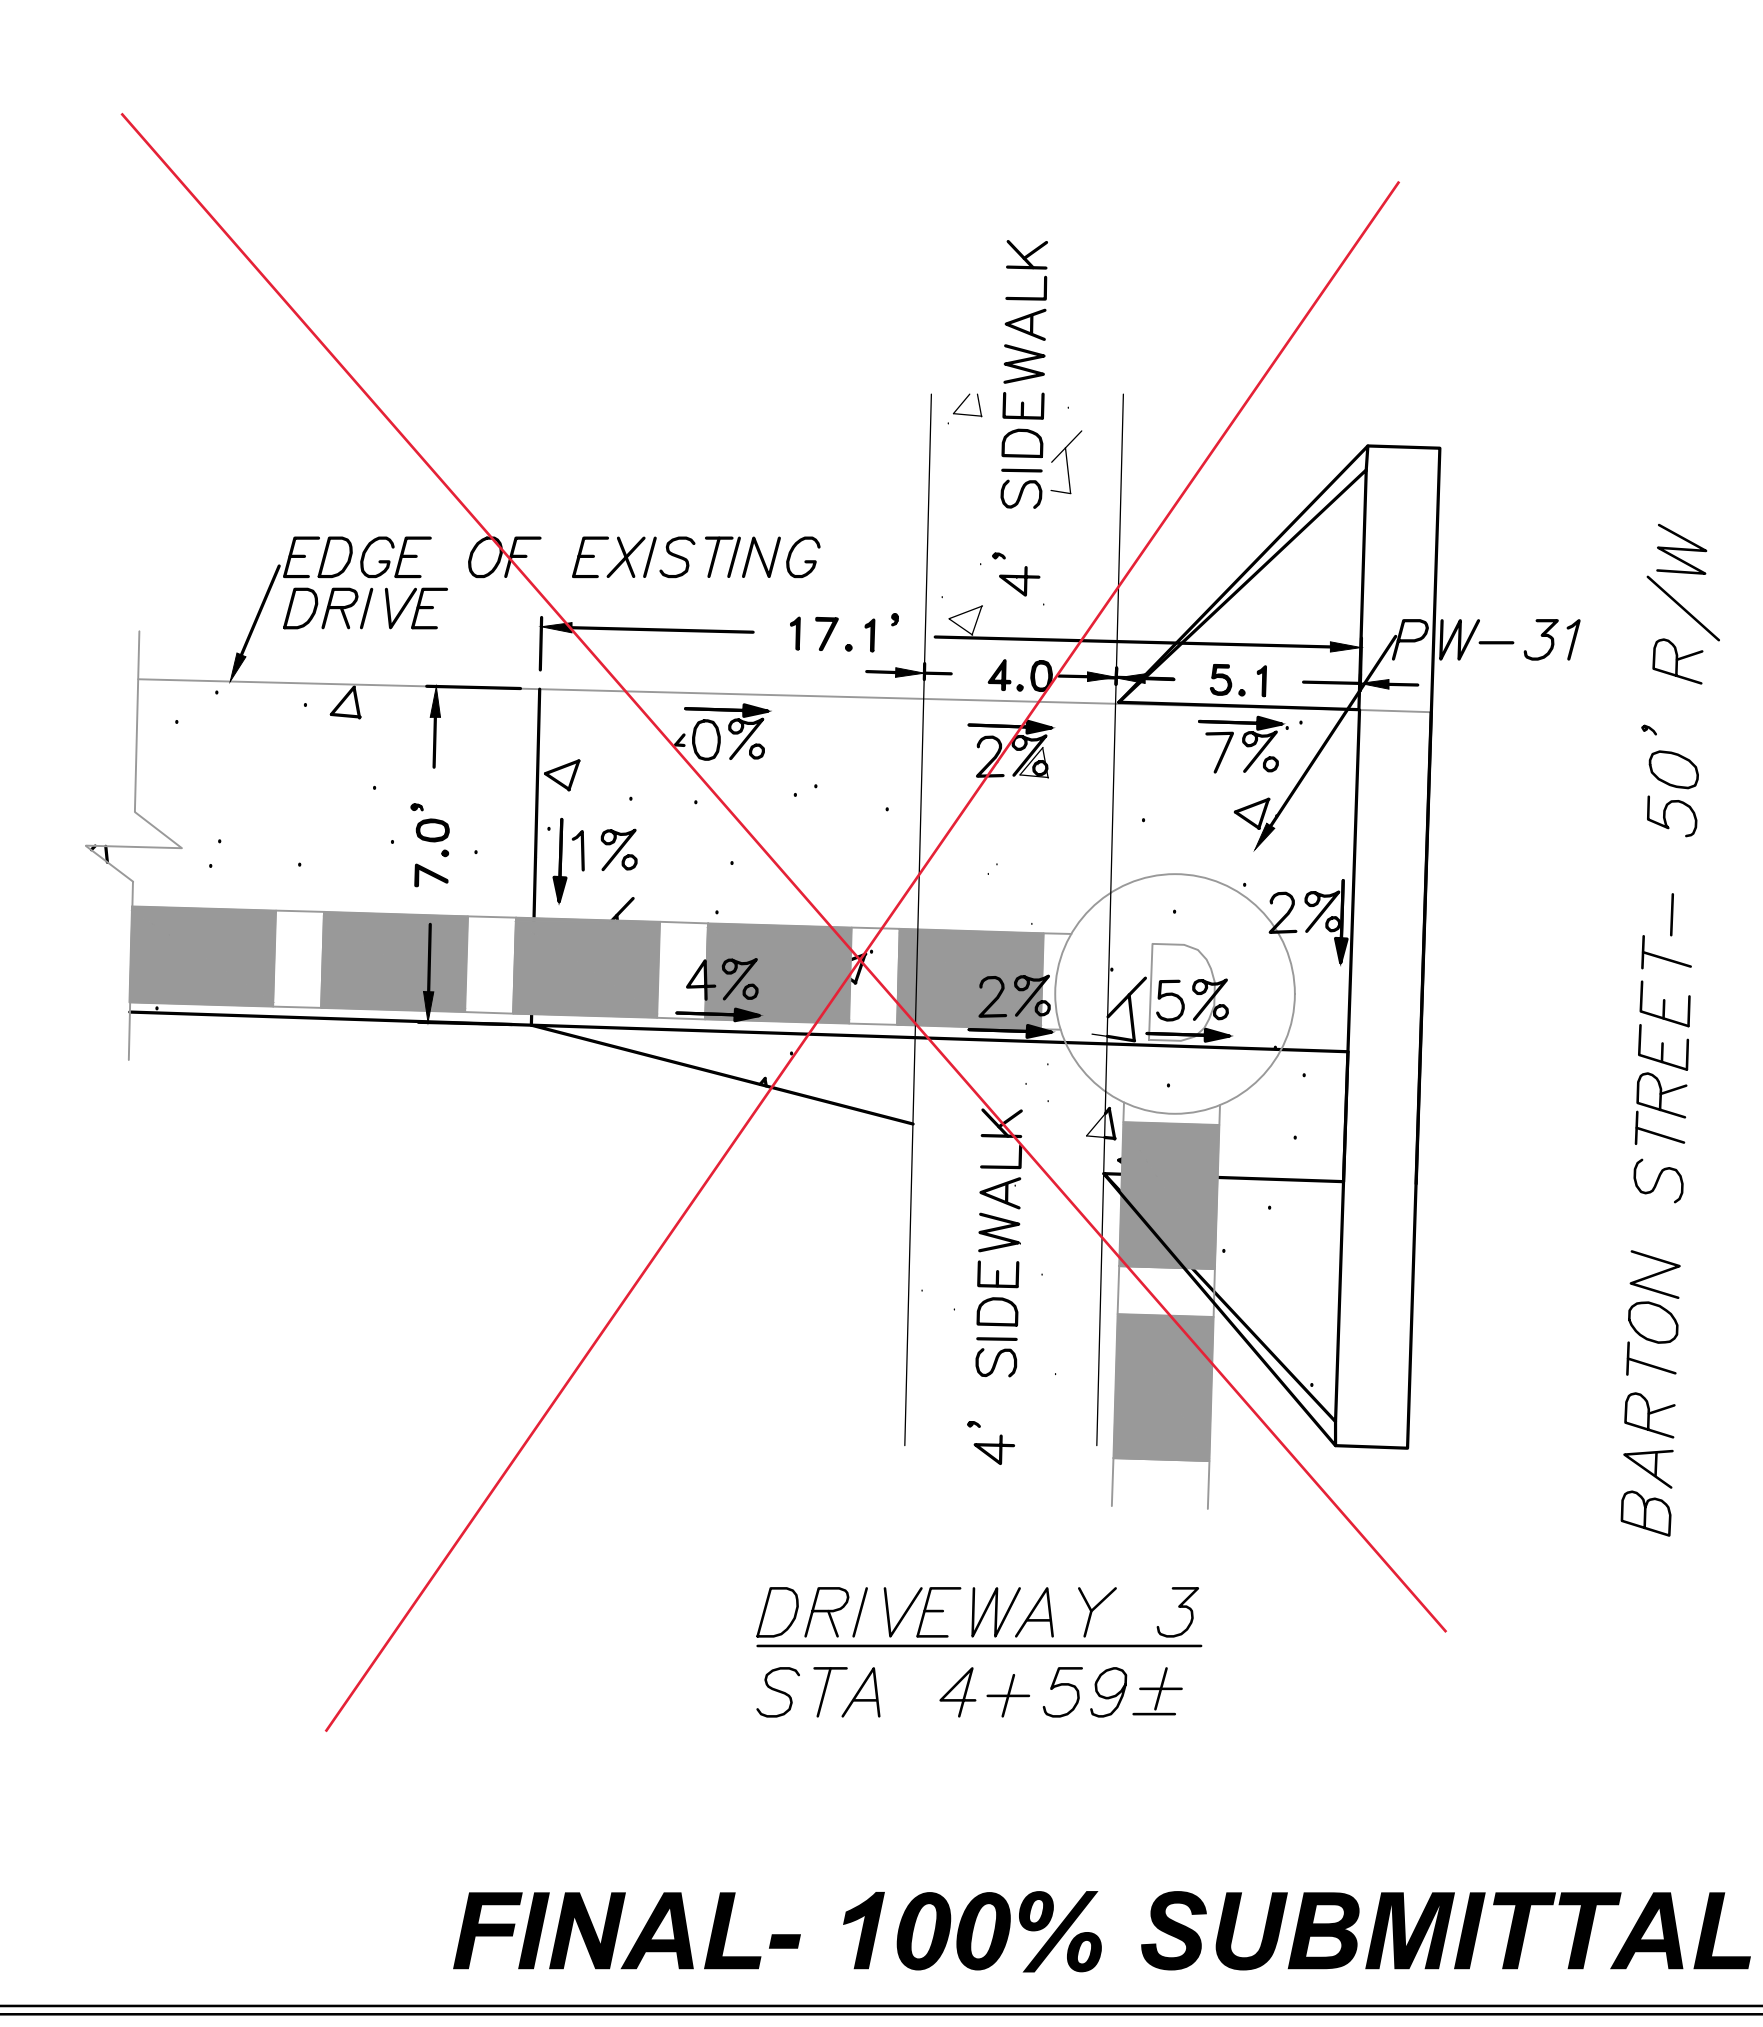 4' SIDEWALK
EDGE OF EXISTING
DRIVE
17.1'
PW-31
4.0
5.1
0%
2%
7%
7.0'
1%
2%
4%
2%
5%
D
4' SIDEWALK
BARTON STREET- 50' R/W
DRIVEWAY 3
STA 4+59±
FINAL- 100% SUBMITTAL